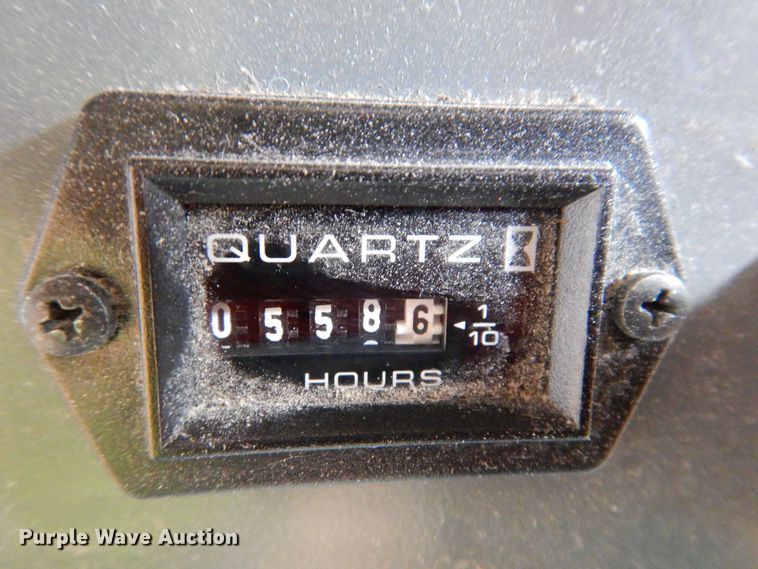 QUARTZ
0 5 5 8 6 1/10
HOURS
Purple Wave Auction